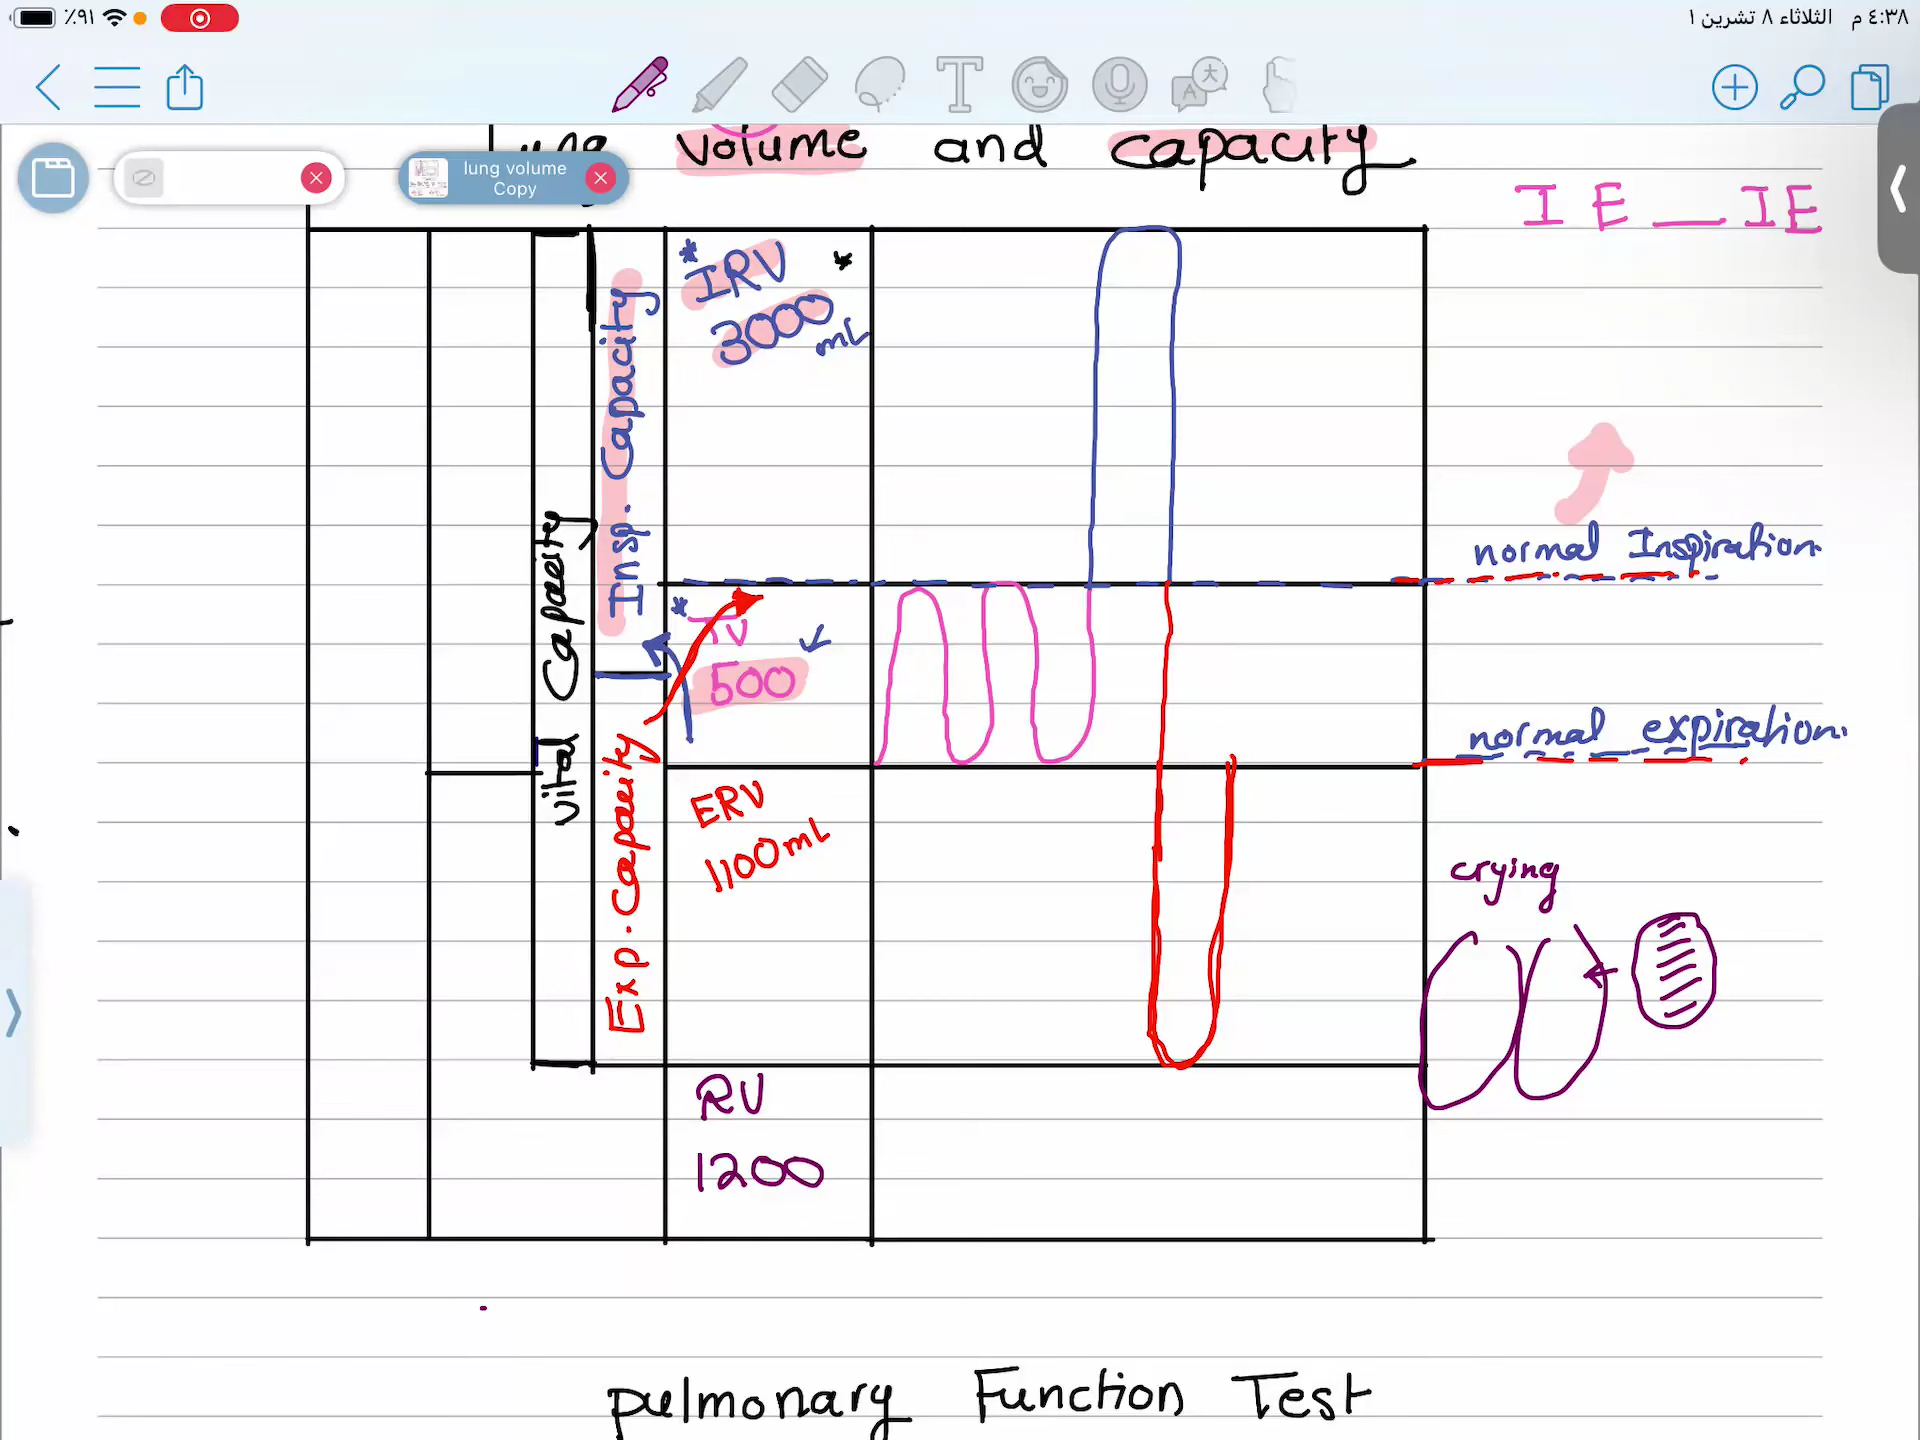 ٪٩١
٤:٣٨ م الثلاثاء ٨ تشرين ١
lung volume
Copy
volume and capacity
I E — I E
* IRV *
3000
mL
Insp. Capacity
vital Capacity
normal Inspiration.
* TV
500
normal expiration.
Exp. Capacity
ERV
1100 mL
crying
RV
1200
pulmonary Function Test